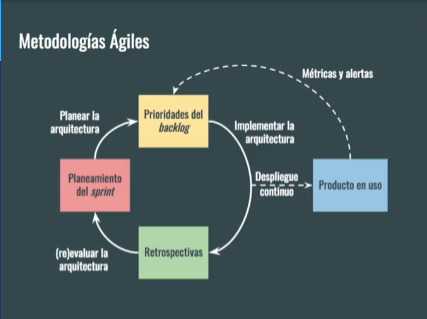 Metodologías Ágiles
Métricas y alertas
Planear la
arquitectura
Prioridades del
backlog
Implementar la
arquitectura
Planeamiento
del sprint
Despliegue
contínuo
Producto en uso
(re)evaluar la
arquitectura
Retrospectivas